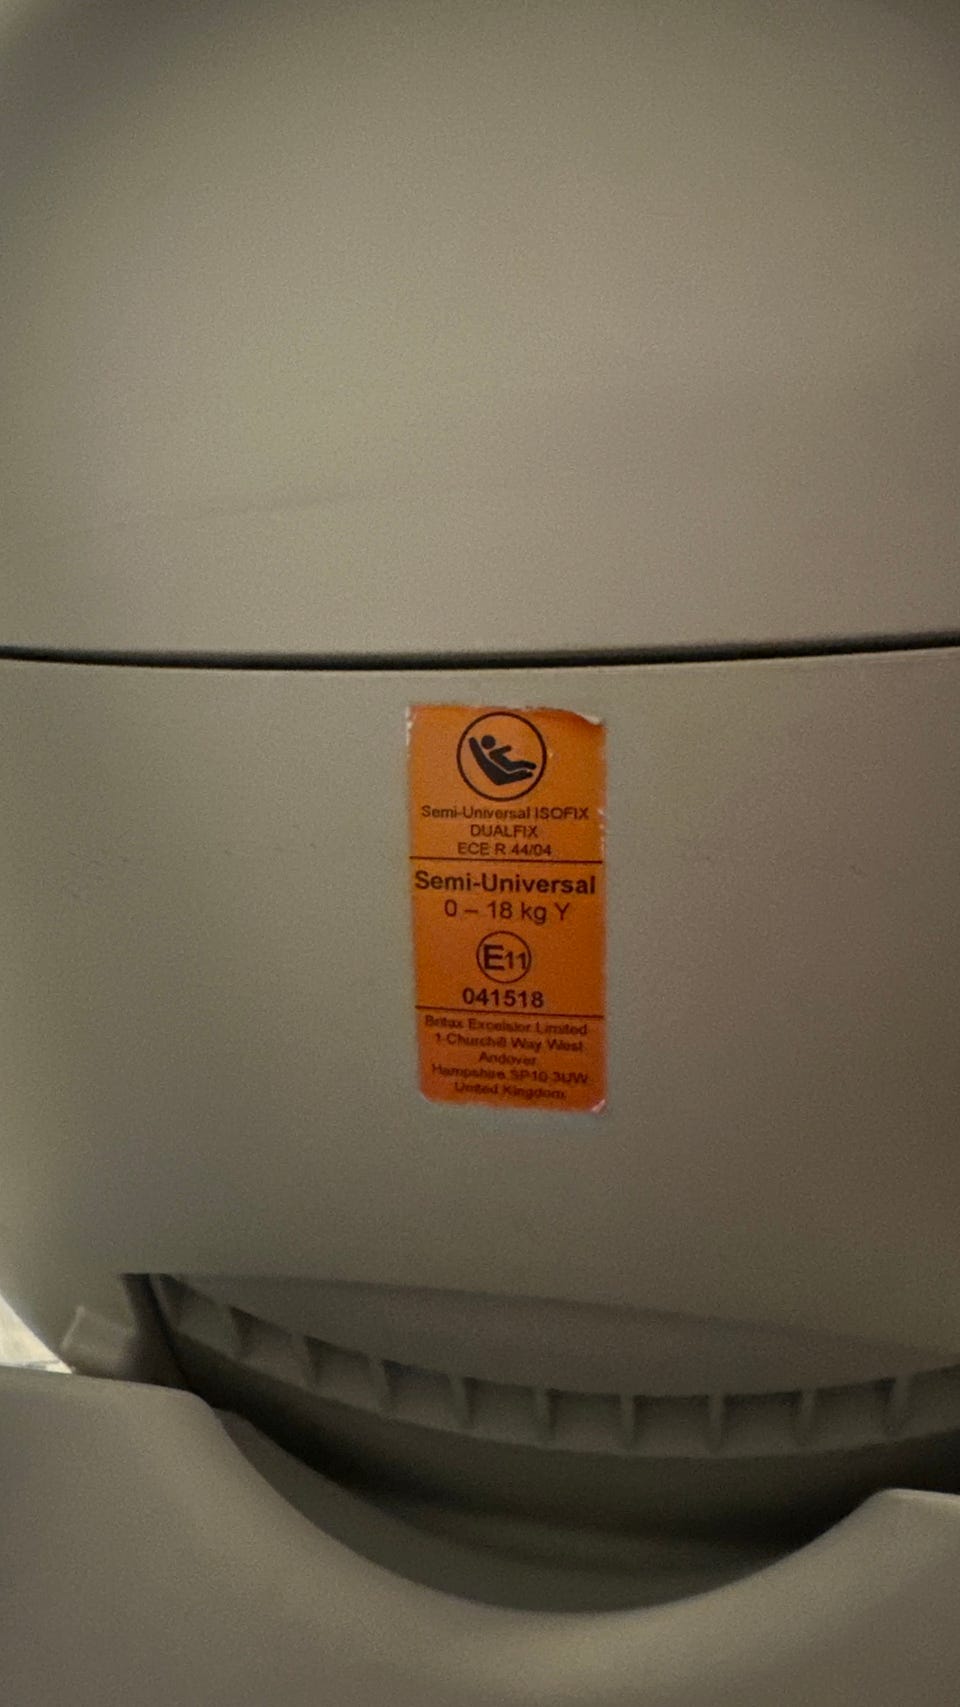 Semi-Universal ISOFIX
DUALFIX
ECE R 44/04
Semi-Universal
0 – 18 kg Y
E11
041518
Britax Excelsior Limited
1 Churchill Way West
Andover
Hampshire SP10 3UW
United Kingdom